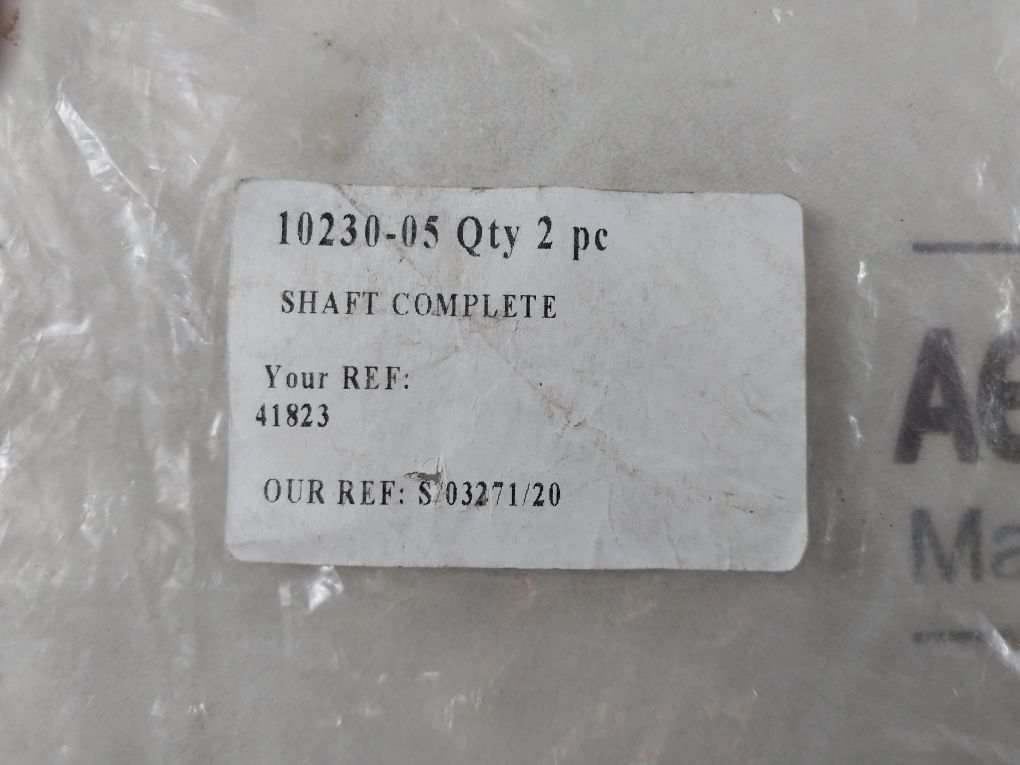 10230-05 Qty 2 pc
SHAFT COMPLETE
Your REF:
41823
OUR REF: S/03271/20